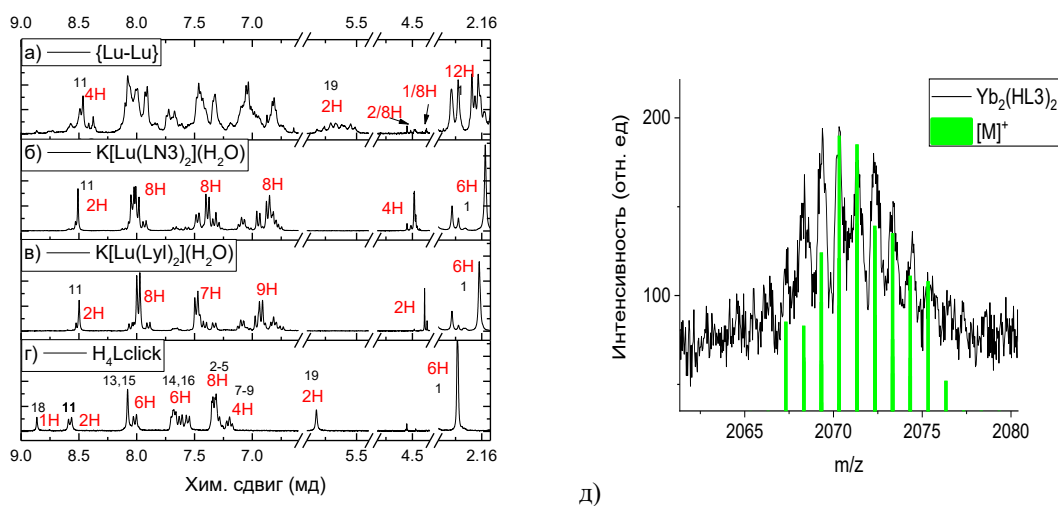 9.0 8.5 8.0 7.5 7.0 5.5 4.5 2.16
а) {Lu-Lu}
11
4H
19
2H
2/8H
1/8H
12H
1
б) K[Lu(LN3)₂](H₂O)
11
2H
8H
8H
8H
4H
6H
1
в) K[Lu(Lyl)₂](H₂O)
11
2H
8H
7H
9H
2H
6H
1
г) H₄Lclick
18
1H
11
2H
13,15
6H
14,16
6H
2-5
8H
7-9
4H
19
2H
6H
1
9.0 8.5 8.0 7.5 7.0 5.5 4.5 2.16
Хим. сдвиг (мд)
д)
Yb₂(HL3)₂
[M]⁺
Интенсивность (отн. ед)
200
100
2065 2070 2075 2080
m/z